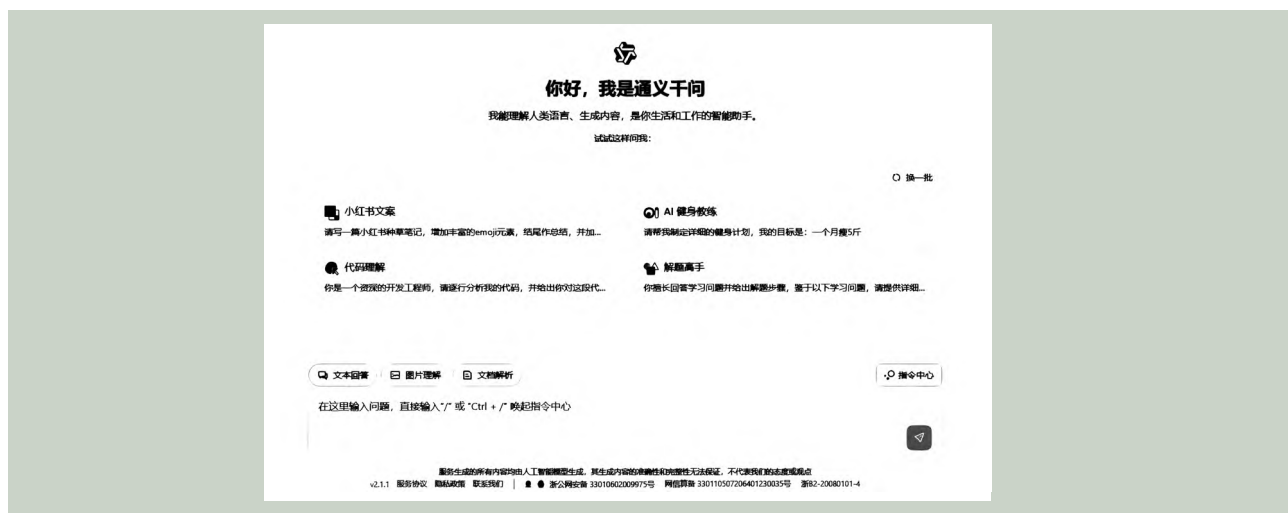 你好，我是通义千问
我能理解人类语言、生成内容，是你生活和工作的智能助手。
试试这样问我：
换一批
小红书文案
请写一篇小红书种草笔记，增加丰富的emoji元素，结尾作总结，并加...
AI 健身教练
请帮我制定详细的健身计划，我的目标是：一个月瘦5斤
代码理解
你是一个资深的开发工程师，请逐行分析我的代码，并给出你对这段代...
解题高手
你擅长回答学习问题并给出解题步骤，鉴于以下学习问题，请提供详细...
文本回答 图片理解 文档解析 指令中心
在这里输入问题，直接输入“/” 或 “Ctrl + /” 唤起指令中心
服务生成的所有内容均由人工智能模型生成，其生成内容的准确性和完整性无法保证，不代表我们的态度或观点
v2.1.1 服务协议 隐私政策 联系我们 | 浙公网安备 33010602009975号 网信算备 330110507206401230035号 浙B2-20080101-4